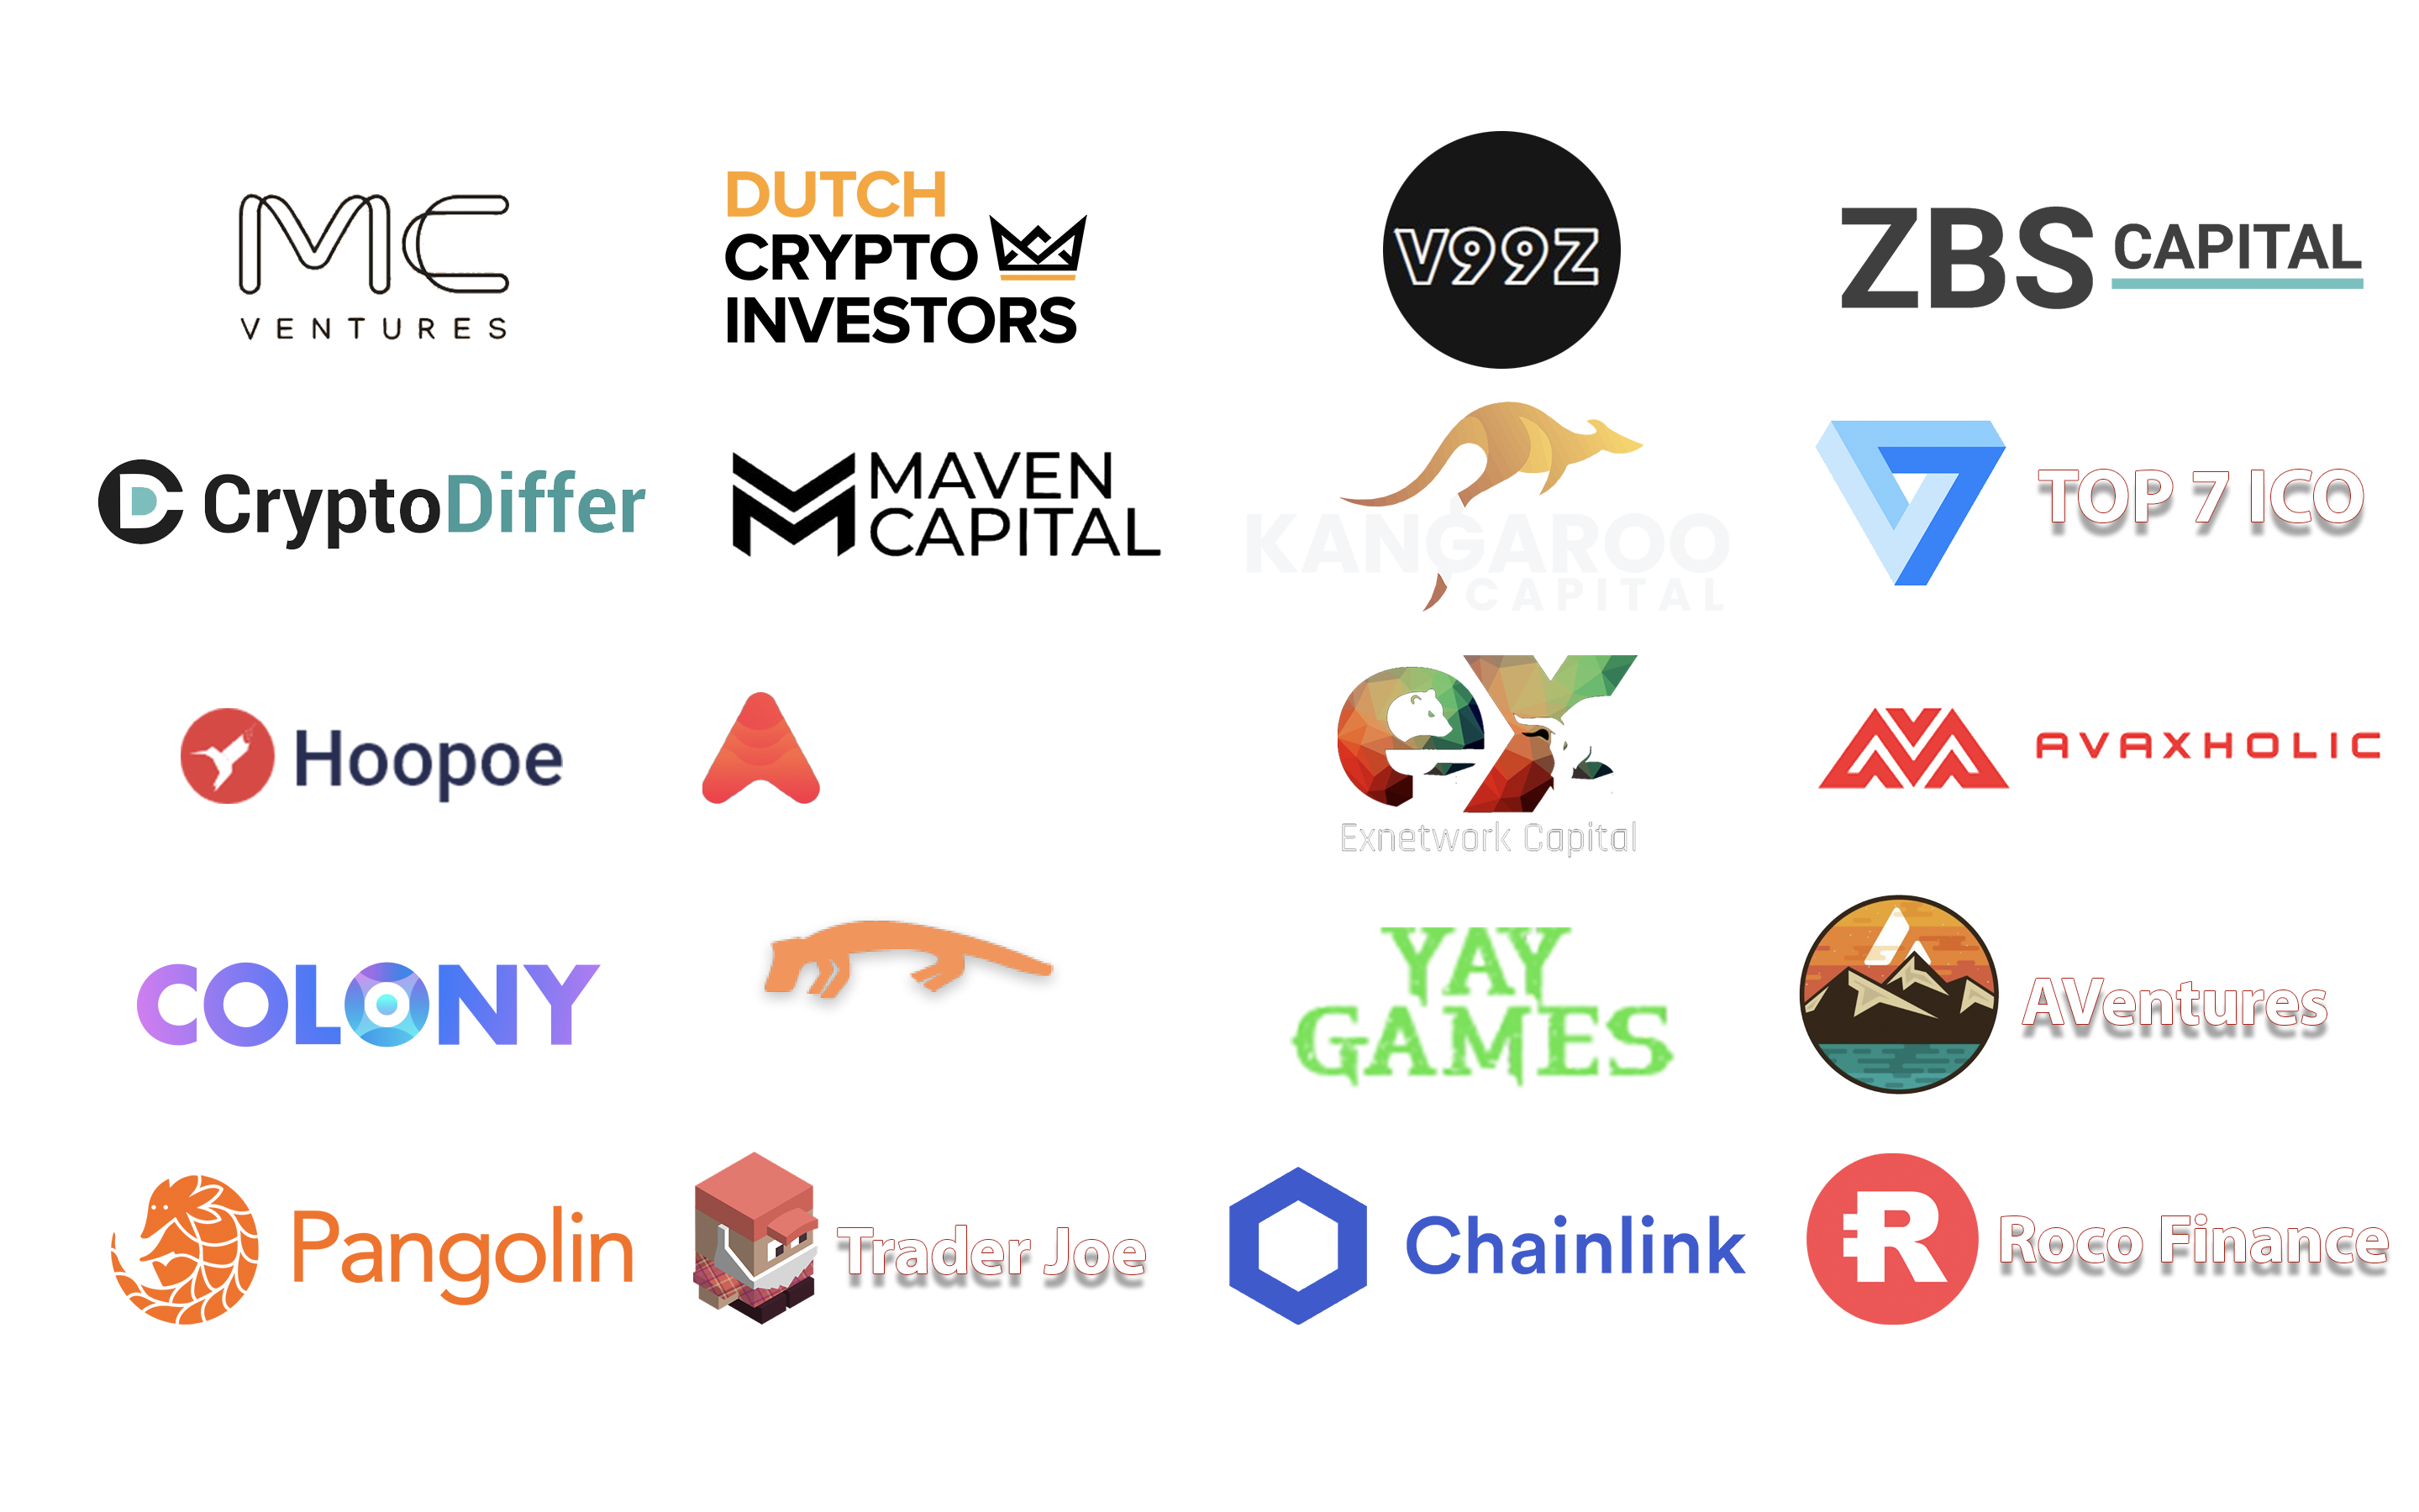 MC
VENTURES
DUTCH
CRYPTO
INVESTORS
V99Z
ZBS CAPITAL
CryptoDiffer
MAVEN
CAPITAL
KANGAROO
CAPITAL
TOP 7 ICO
Hoopoe
ex
Exnetwork Capital
AVAXHOLIC
COLONY
YAY
GAMES
AVentures
Pangolin
Trader Joe
Chainlink
R
Roco Finance